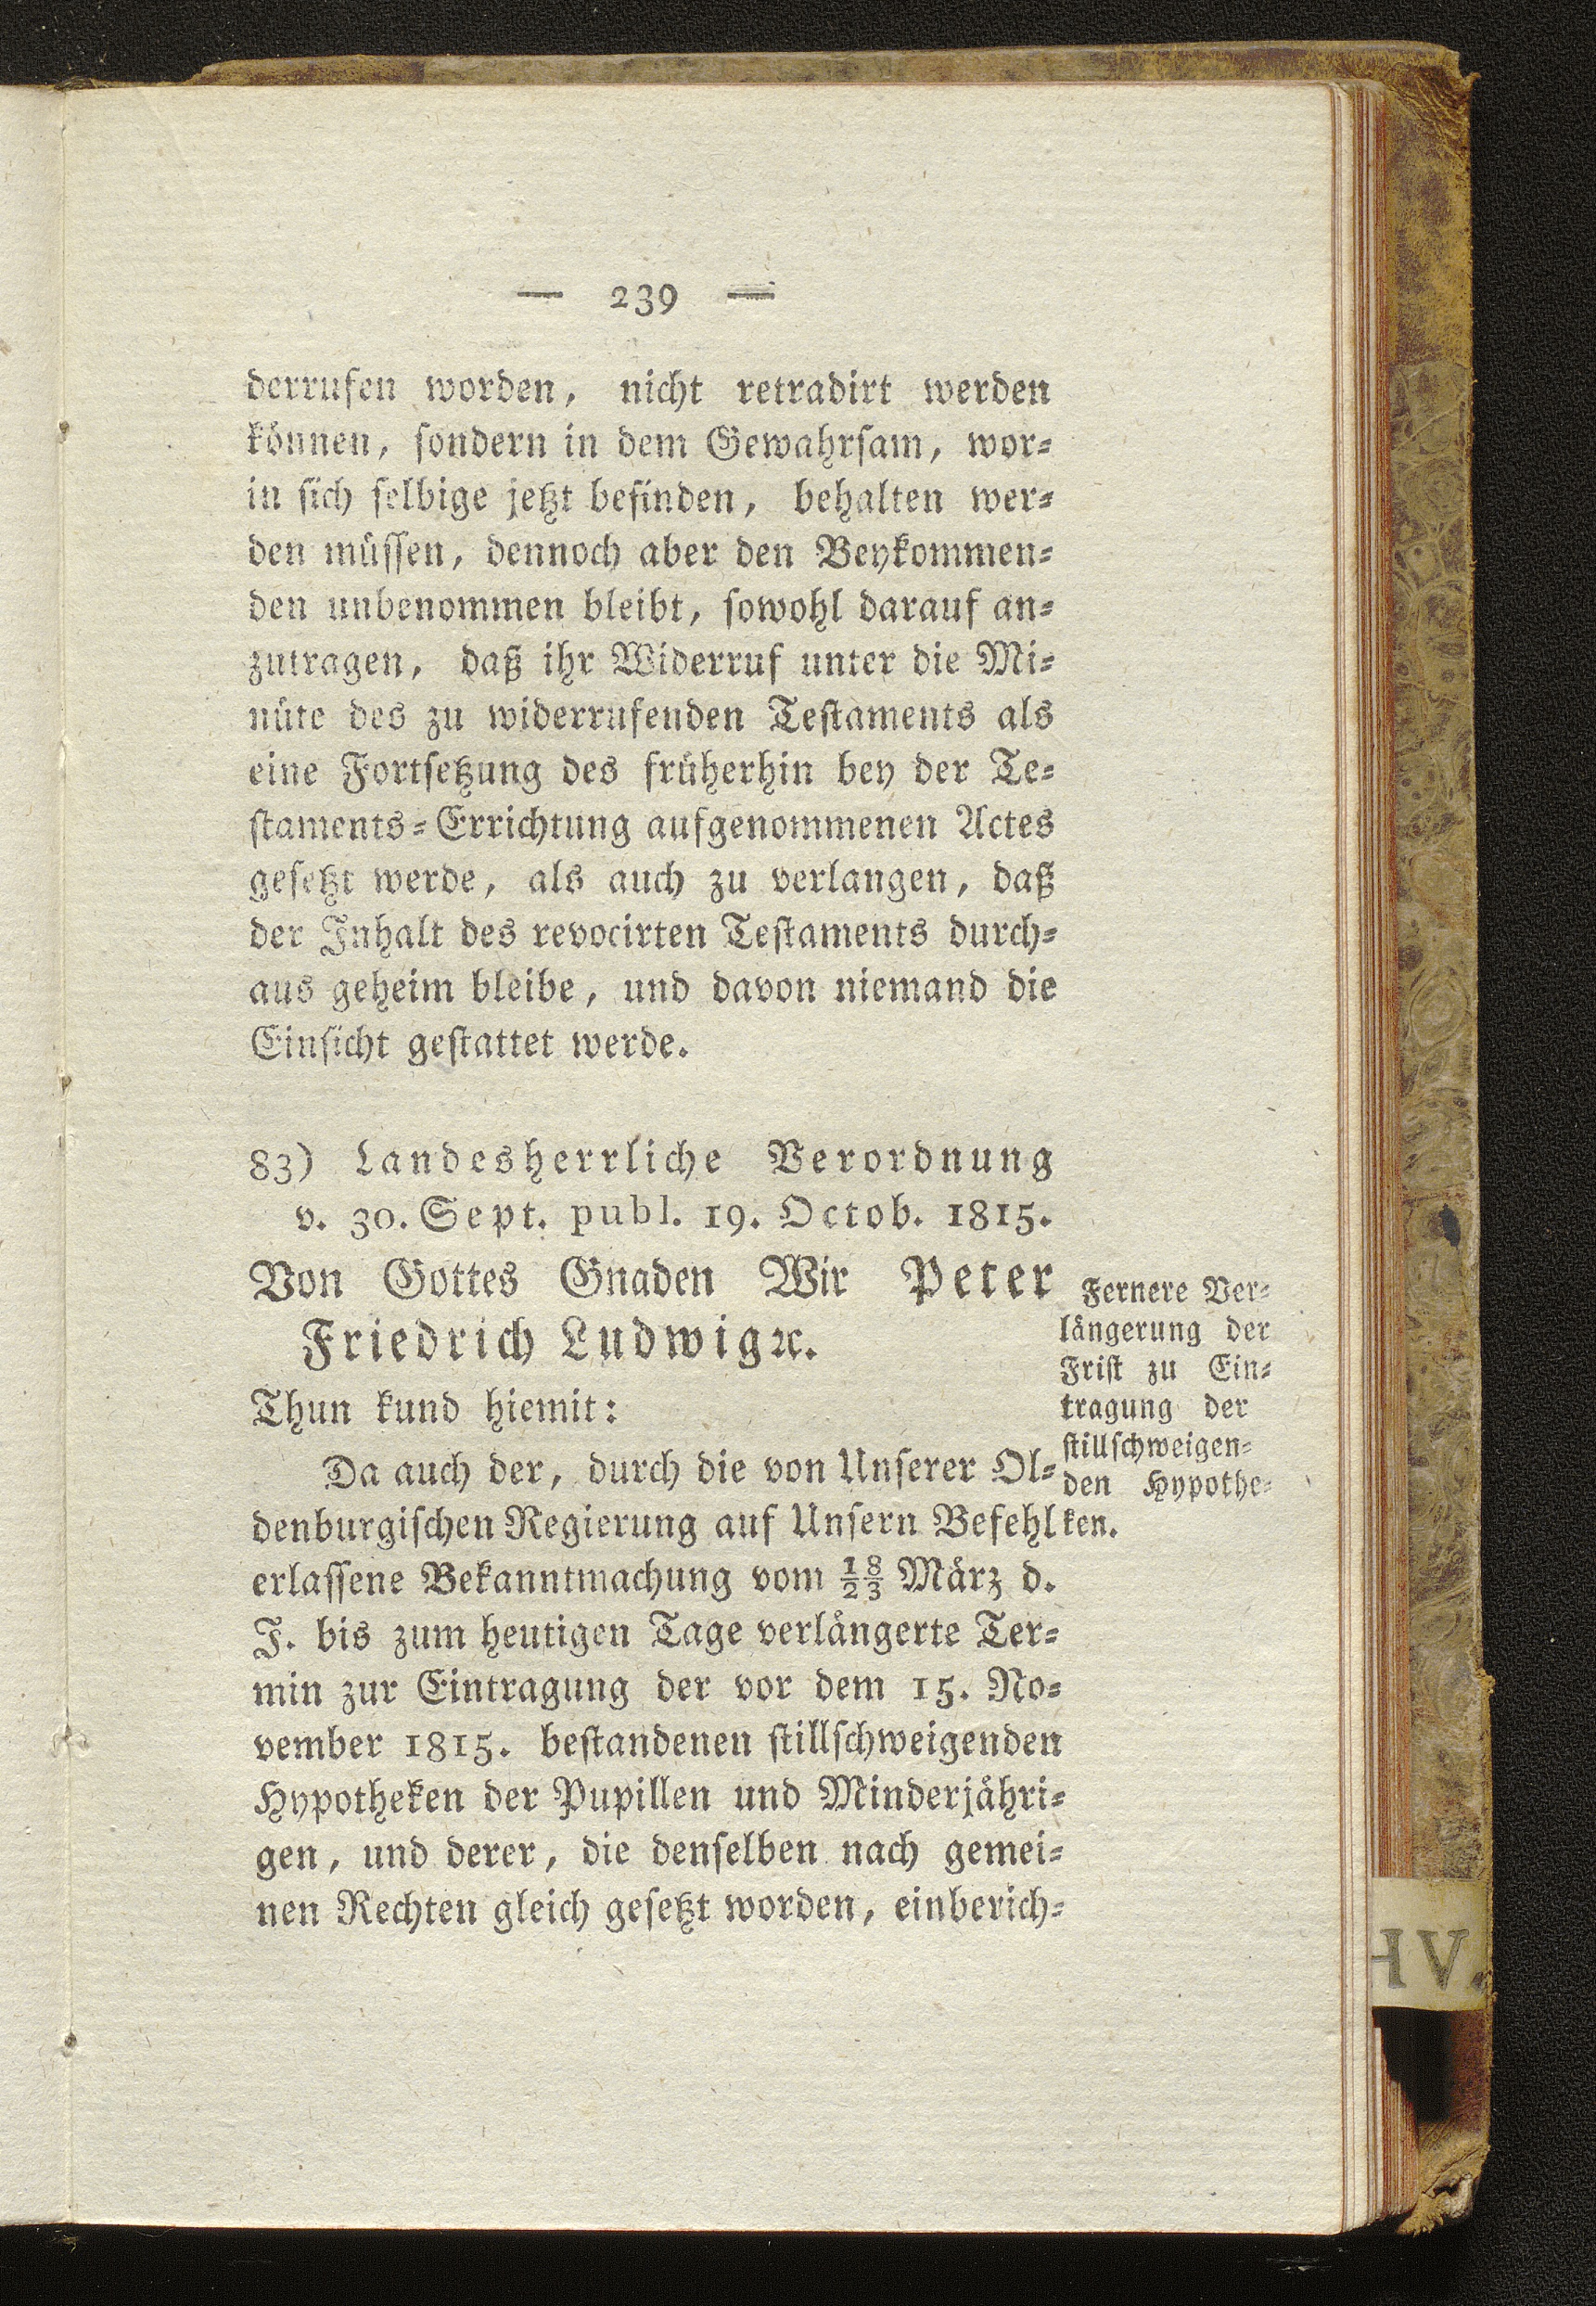 — 239 —
derrufen worden, nicht retradirt werden
können, sondern in dem Gewahrsam, wor-
in sich selbige jetzt befinden, behalten wer-
den müssen, dennoch aber den Beykommen-
den unbenommen bleibt, sowohl darauf an-
zutragen, daß ihr Widerruf unter die Mi-
nüte des zu widerrufenden Testaments als
eine Fortsetzung des früherhin bey der Te-
staments-Errichtung aufgenommenen Actes
gesetzt werde, als auch zu verlangen, daß
der Inhalt des revocirten Testaments durch-
aus geheim bleibe, und davon niemand die
Einsicht gestattet werde.
83) Landesherrliche Verordnung
v. 30. Sept. publ. 19. Octob. 1815.
Von Gottes Gnaden Wir Peter
Friedrich Ludwig ꝛc.
Thun kund hiemit:
Da auch der, durch die von Unserer Ol-
denburgischen Regierung auf Unsern Befehl
erlassene Bekanntmachung vom 18/23 März d.
J. bis zum heutigen Tage verlängerte Ter-
min zur Eintragung der vor dem 15. No-
vember 1815. bestandenen stillschweigenden
Hypotheken der Pupillen und Minderjähri-
gen, und derer, die denselben nach gemei-
nen Rechten gleich gesetzt worden, einberich-
Fernere Ver-
längerung der
Frist zu Ein-
tragung der
stillschweigen-
den Hypothe-
ken.
HV.